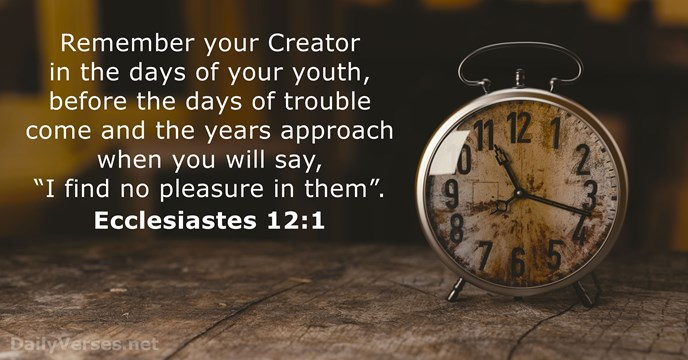 Remember your Creator
in the days of your youth,
before the days of trouble
come and the years approach
when you will say,
“I find no pleasure in them”.
Ecclesiastes 12:1
12
1
2
3
4
5
6
7
8
9
11
DailyVerses.net